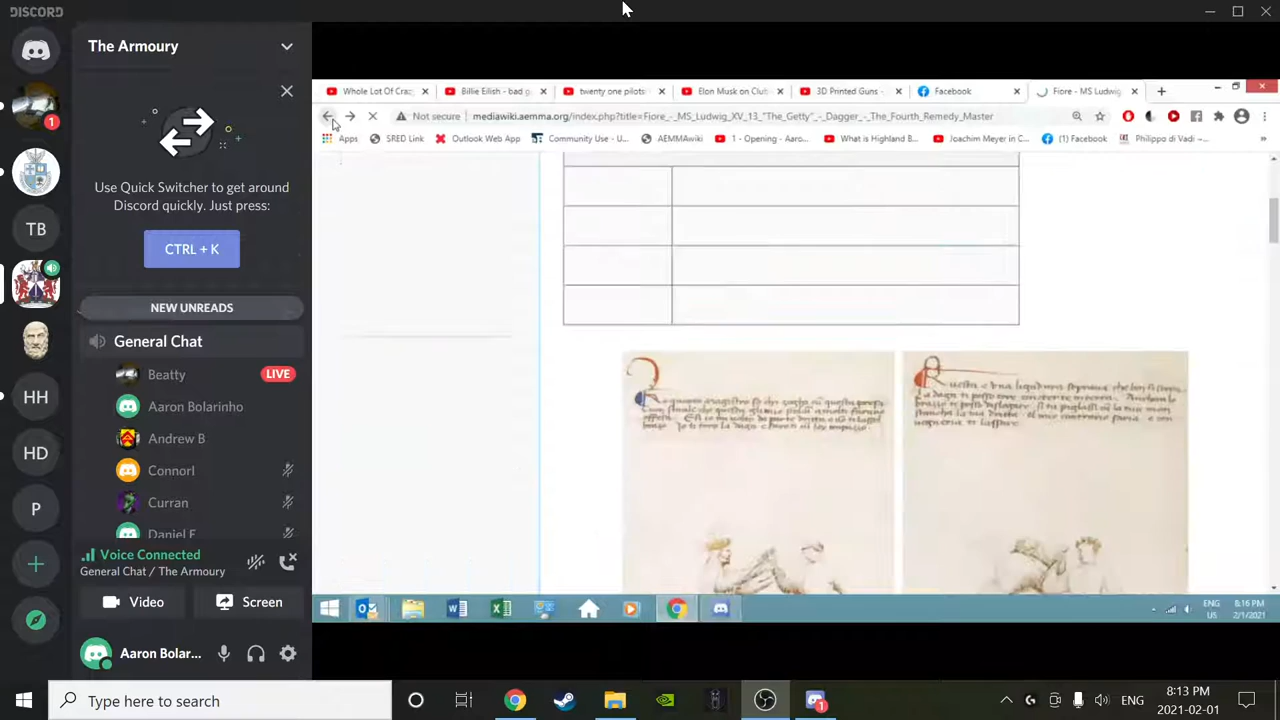 DISCORD
The Armoury
Use Quick Switcher to get around
Discord quickly. Just press:
CTRL + K
NEW UNREADS
General Chat
Beatty
LIVE
Aaron Bolarinho
Andrew B
Connorl
Curran
Daniel F
Voice Connected
General Chat / The Armoury
Video
Screen
Aaron Bolar...
1
TB
HH
HD
P
Whole Lot Of Craz
Billie Eilish - bad g
twenty one pilots
Elon Musk on Club
3D Printed Guns -
Facebook
Fiore - MS Ludwig
Not secure
mediawiki.aemma.org/index.php?title=Fiore_-_MS_Ludwig_XV_13_"The_Getty"_-_Dagger_-_The_Fourth_Remedy_Master
Apps
SRED Link
Outlook Web App
Community Use - U...
AEMMAwiki
1 - Opening - Aaro...
What is Highland B...
Joachim Meyer in C...
(1) Facebook
Philippo di Vadi -...
»
ENG
US
8:16 PM
2/1/2021
Type here to search
1
ENG
8:13 PM
2021-02-01